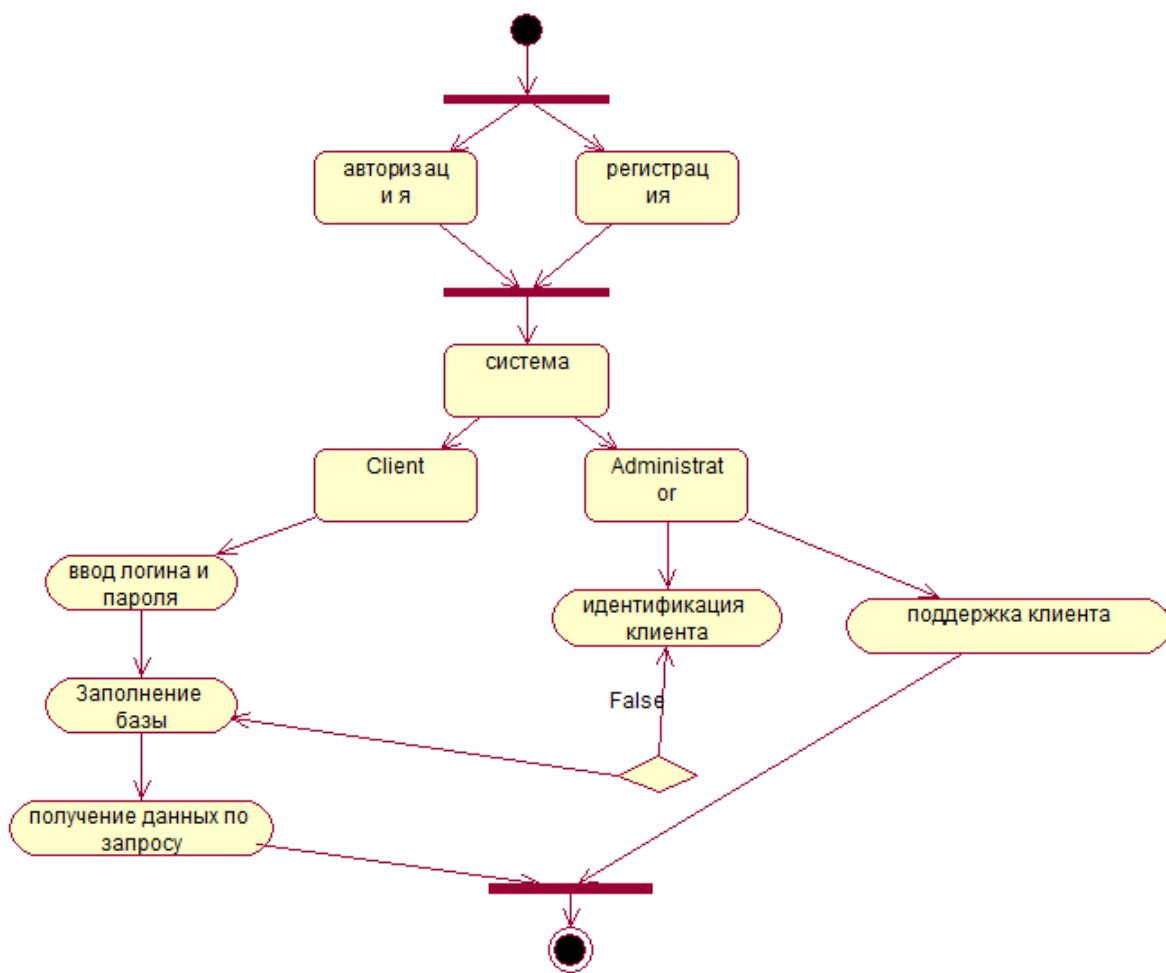 авторизац
и я
регистрац
ия
система
Client
Administrat
or
ввод логина и
пароля
идентификация
клиента
поддержка клиента
Заполнение
базы
False
получение данных по
запросу